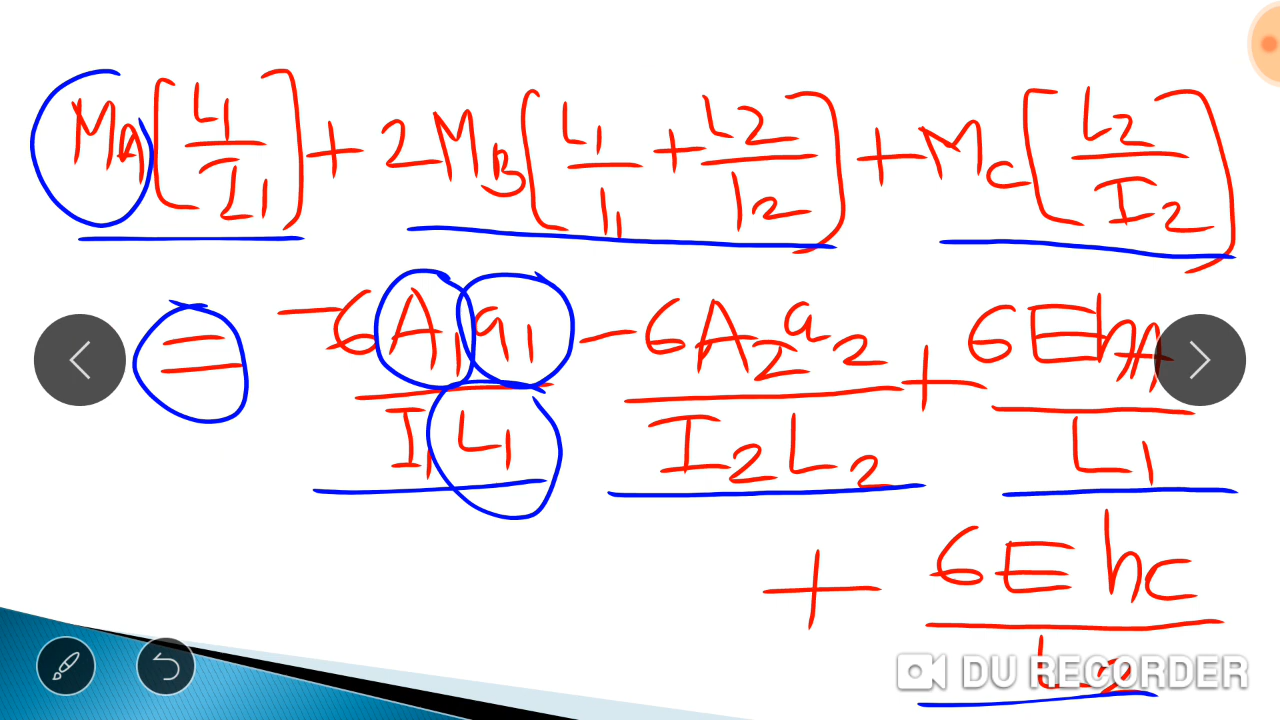 MA[L1/I1] + 2MB[L1/I1 + L2/I2] + MC[L2/I2]
= -6A1a1/I1L1 - 6A2a2/I2L2 + 6EhA/L1
+ 6Ehc/L2
DU RECORDER